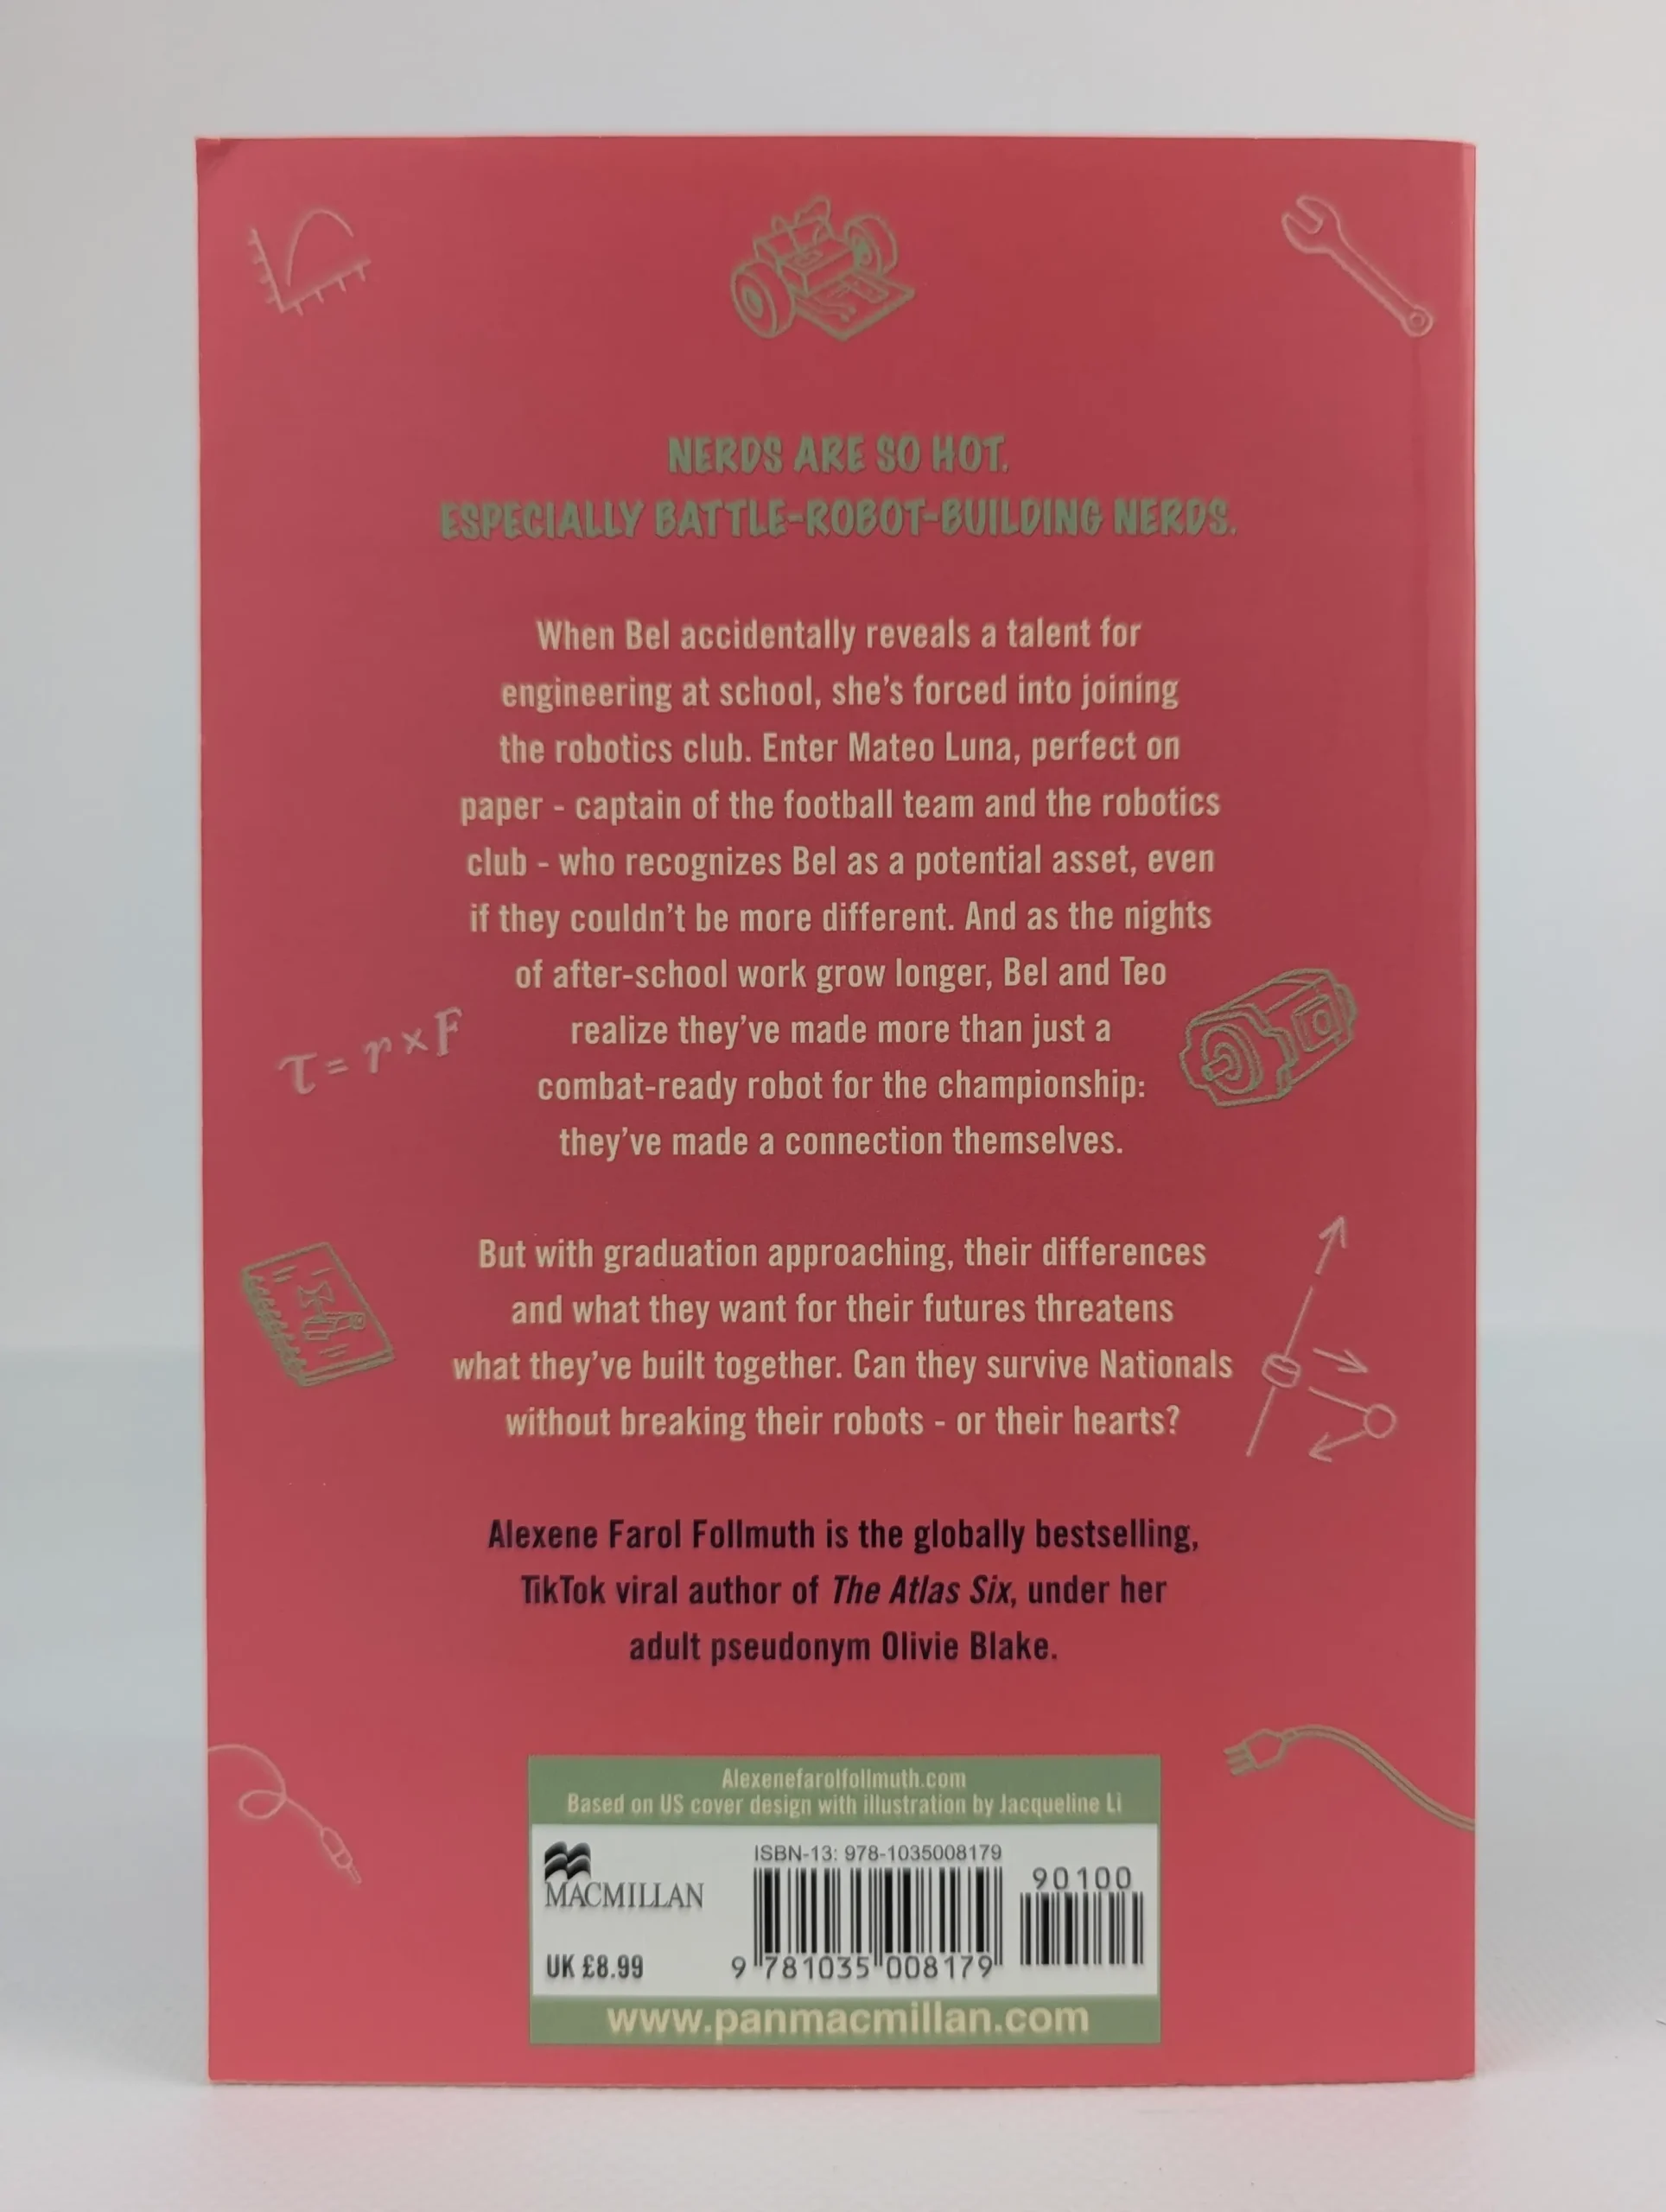 NERDS ARE SO HOT.
ESPECIALLY BATTLE-ROBOT-BUILDING NERDS.
When Bel accidentally reveals a talent for
engineering at school, she's forced into joining
the robotics club. Enter Mateo Luna, perfect on
paper - captain of the football team and the robotics
club - who recognizes Bel as a potential asset, even
if they couldn't be more different. And as the nights
of after-school work grow longer, Bel and Teo
realize they've made more than just a
combat-ready robot for the championship:
they've made a connection themselves.
τ = r × F
But with graduation approaching, their differences
and what they want for their futures threatens
what they've built together. Can they survive Nationals
without breaking their robots - or their hearts?
Alexene Farol Follmuth is the globally bestselling,
TikTok viral author of The Atlas Six, under her
adult pseudonym Olivie Blake.
Alexenefarolfollmuth.com
Based on US cover design with illustration by Jacqueline Li
ISBN-13: 978-1035008179
90100
MACMILLAN
UK £8.99
9 781035 008179
www.panmacmillan.com